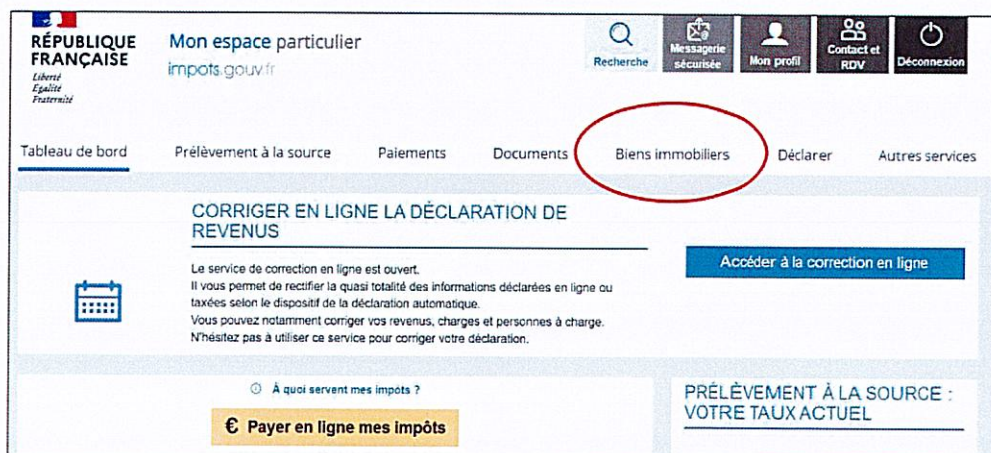 RÉPUBLIQUE
FRANÇAISE
Liberté
Égalité
Fraternité
Mon espace particulier
impots.gouv.fr
Recherche
Messagerie
sécurisée
Mon profil
Contact et
RDV
Déconnexion
Tableau de bord
Prélèvement à la source
Paiements
Documents
Biens immobiliers
Déclarer
Autres services
CORRIGER EN LIGNE LA DÉCLARATION DE
REVENUS
Le service de correction en ligne est ouvert.
Il vous permet de rectifier la quasi totalité des informations déclarées en ligne ou
taxées selon le dispositif de la déclaration automatique.
Vous pouvez notamment corriger vos revenus, charges et personnes à charge.
N'hésitez pas à utiliser ce service pour corriger votre déclaration.
Accéder à la correction en ligne
À quoi servent mes impôts ?
€ Payer en ligne mes impôts
PRÉLÈVEMENT À LA SOURCE :
VOTRE TAUX ACTUEL